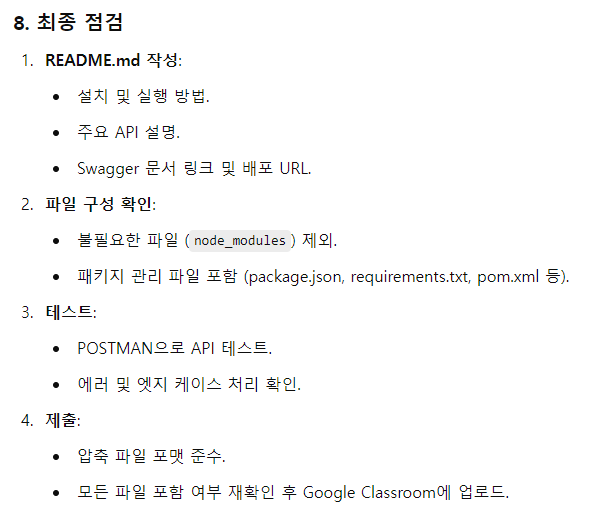 8. 최종 점검
1. README.md 작성:
• 설치 및 실행 방법.
• 주요 API 설명.
• Swagger 문서 링크 및 배포 URL.
2. 파일 구성 확인:
• 불필요한 파일 (node_modules) 제외.
• 패키지 관리 파일 포함 (package.json, requirements.txt, pom.xml 등).
3. 테스트:
• POSTMAN으로 API 테스트.
• 에러 및 엣지 케이스 처리 확인.
4. 제출:
• 압축 파일 포맷 준수.
• 모든 파일 포함 여부 재확인 후 Google Classroom에 업로드.